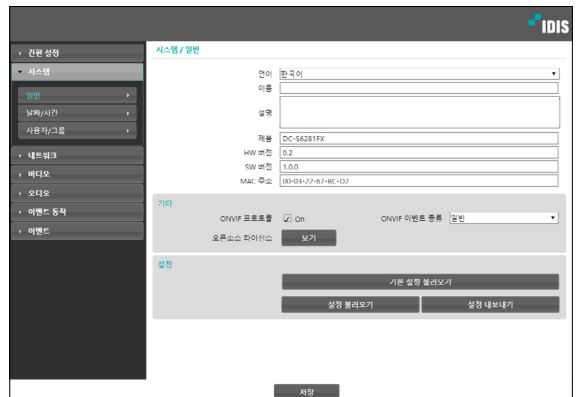 IDIS
간편 설정
시스템
일반
날짜/시간
사용자/그룹
네트워크
비디오
오디오
이벤트 동작
이벤트
시스템 / 일반
언어 한국어
이름
설명
제품 DC-S6281FX
HW 버전 0.2
SW 버전 1.0.0
MAC 주소 00-03-22-67-BC-D2
기타
ONVIF 프로토콜 On ONVIF 이벤트 종류 일반
오픈소스 라이선스 보기
설정
기본 설정 불러오기
설정 불러오기 설정 내보내기
저장